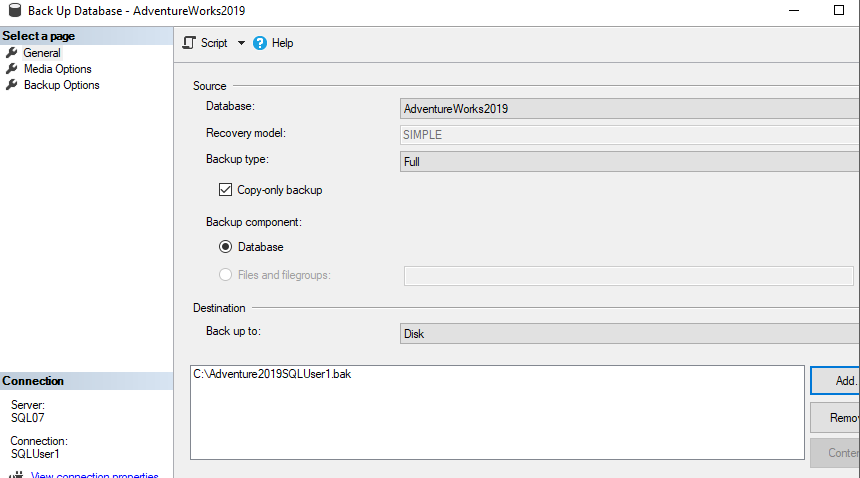 Back Up Database - AdventureWorks2019
Select a page
General
Media Options
Backup Options
Script
Help
Source
Database:
AdventureWorks2019
Recovery model:
SIMPLE
Backup type:
Full
Copy-only backup
Backup component:
Database
Files and filegroups:
Destination
Back up to:
Disk
C:\Adventure2019SQLUser1.bak
Add.
Remov
Conten
Connection
Server:
SQL07
Connection:
SQLUser1
View connection properties